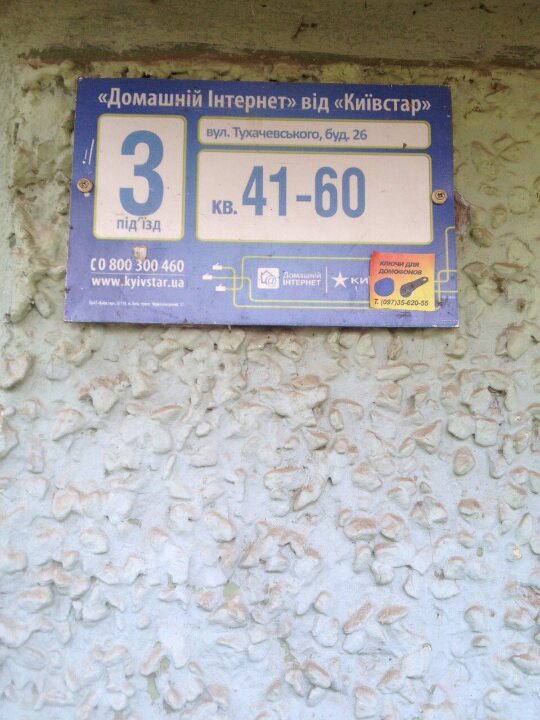 «Домашній Інтернет» від «Київстар»
3
під'їзд
вул. Тухачевського, буд. 26
кв. 41-60
0 800 300 460
www.kyivstar.ua
Домашній
ІНТЕРНЕТ
КИ
КЛЮЧИ ДЛЯ
ДОМОФОНОВ
Т. (097)35-620-55